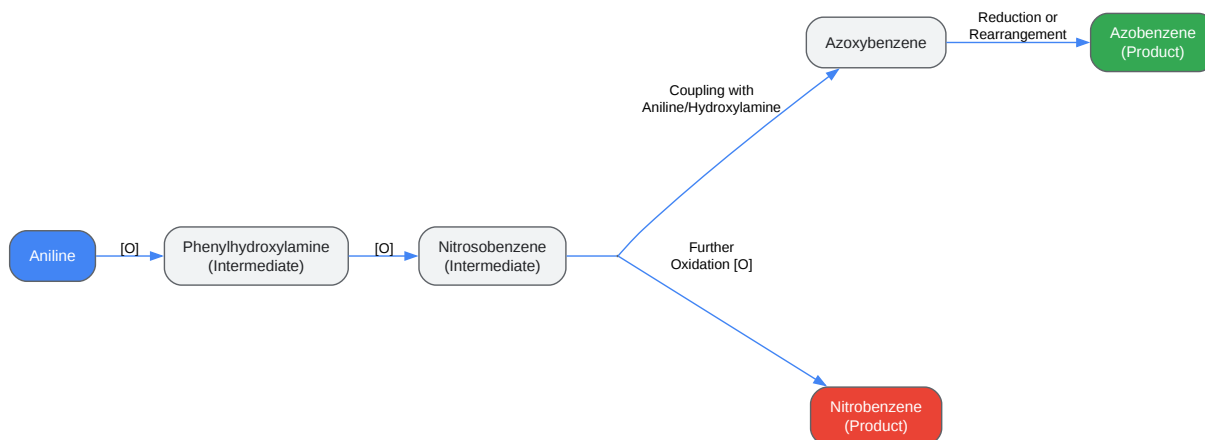 Reduction or
Rearrangement
Azobenzene
(Product)
Azoxybenzene
Coupling with
Aniline/Hydroxylamine
Aniline
[O]
Phenylhydroxylamine
(Intermediate)
[O]
Nitrosobenzene
(Intermediate)
Further
Oxidation [O]
Nitrobenzene
(Product)